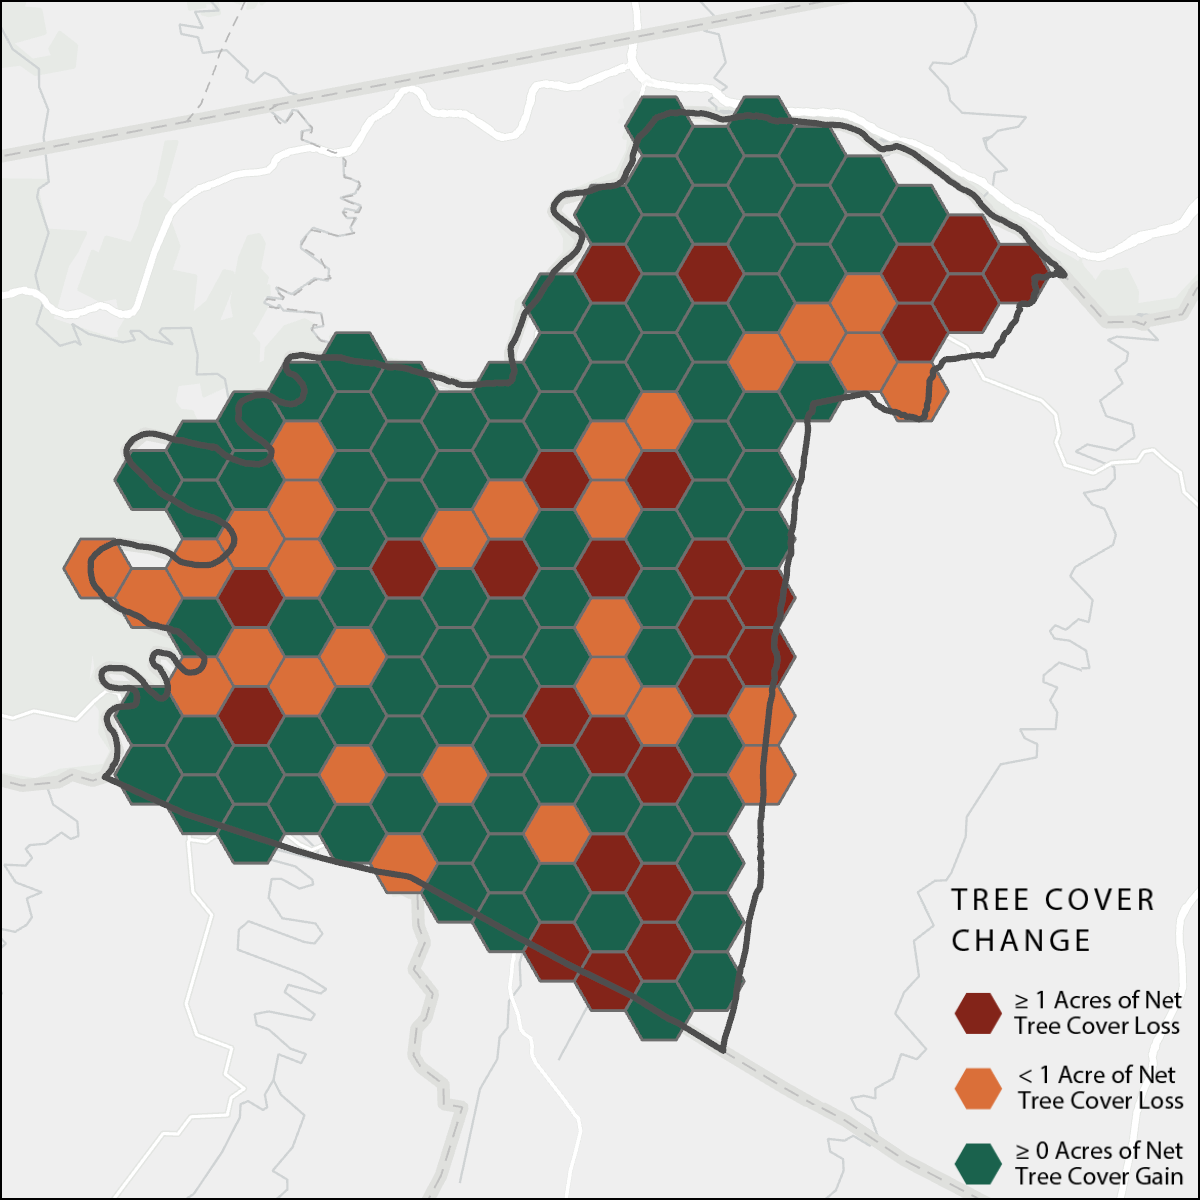 TREE COVER
CHANGE
≥ 1 Acres of Net
Tree Cover Loss
< 1 Acre of Net
Tree Cover Loss
≥ 0 Acres of Net
Tree Cover Gain